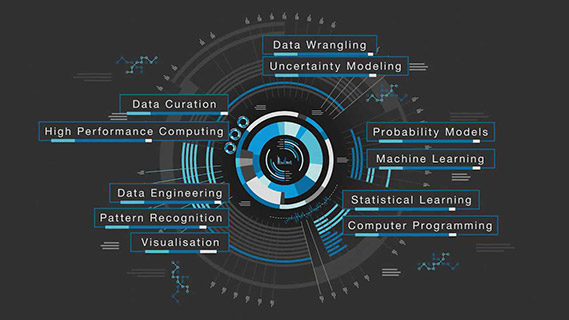 Data Wrangling
Uncertainty Modeling
Data Curation
High Performance Computing
Probability Models
Machine Learning
Data Engineering
Pattern Recognition
Visualisation
Statistical Learning
Computer Programming